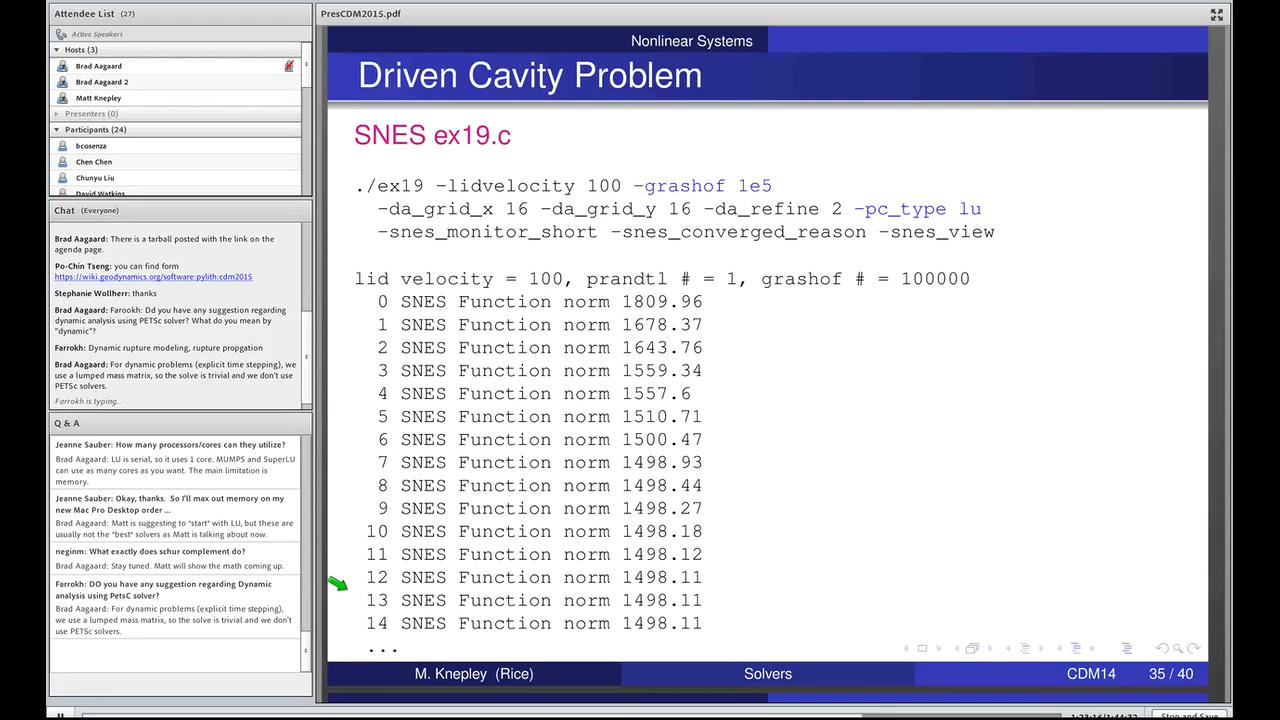 Attendee List (27)
Active Speakers
Hosts (3)
Brad Aagaard
Brad Aagaard 2
Matt Knepley
Presenters (0)
Participants (24)
bcosenza
Chen Chen
Chunyu Liu
David Watkins
Chat (Everyone)
Brad Aagaard: There is a tarball posted with the link on the
agenda page.
Po-Chin Tseng: you can find form
https://wiki.geodynamics.org/software:pylith:cdm2015
Stephanie Wollherr: thanks
Brad Aagaard: Farookh: Do you have any suggestion regarding
dynamic analysis using PETSc solver? What do you mean by
"dynamic"?
Farrokh: Dynamic rupture modeling, rupture propgation
Brad Aagaard: For dynamic problems (explicit time stepping), we
use a lumped mass matrix, so the solve is trivial and we don't use
PETSc solvers.
Farrokh is typing..
Q & A
Jeanne Sauber: How many processors/cores can they utilize?
Brad Aagaard: LU is serial, so it uses 1 core. MUMPS and SuperLU
can use as many cores as you want. The main limitation is
memory.
Jeanne Sauber: Okay, thanks. So I'll max out memory on my
new Mac Pro Desktop order ...
Brad Aagaard: Matt is suggesting to *start* with LU, but these are
usually not the *best* solvers as Matt is talking about now.
neginm: What exactly does schur complement do?
Brad Aagaard: Stay tuned. Matt will show the math coming up.
Farrokh: DO you have any suggestion regarding Dynamic
analysis using PetsC solver?
Brad Aagaard: For dynamic problems (explicit time stepping),
we use a lumped mass matrix, so the solve is trivial and we don't
use PETSc solvers.
PresCDM2015.pdf
Nonlinear Systems
Driven Cavity Problem
SNES ex19.c
./ex19 -lidvelocity 100 -grashof 1e5
-da_grid_x 16 -da_grid_y 16 -da_refine 2 -pc_type lu
-snes_monitor_short -snes_converged_reason -snes_view
lid velocity = 100, prandtl # = 1, grashof # = 100000
0 SNES Function norm 1809.96
1 SNES Function norm 1678.37
2 SNES Function norm 1643.76
3 SNES Function norm 1559.34
4 SNES Function norm 1557.6
5 SNES Function norm 1510.71
6 SNES Function norm 1500.47
7 SNES Function norm 1498.93
8 SNES Function norm 1498.44
9 SNES Function norm 1498.27
10 SNES Function norm 1498.18
11 SNES Function norm 1498.12
12 SNES Function norm 1498.11
13 SNES Function norm 1498.11
14 SNES Function norm 1498.11
...
M. Knepley (Rice)
Solvers
CDM14
35 / 40
1:23:16/1:44:32
Stop and Save